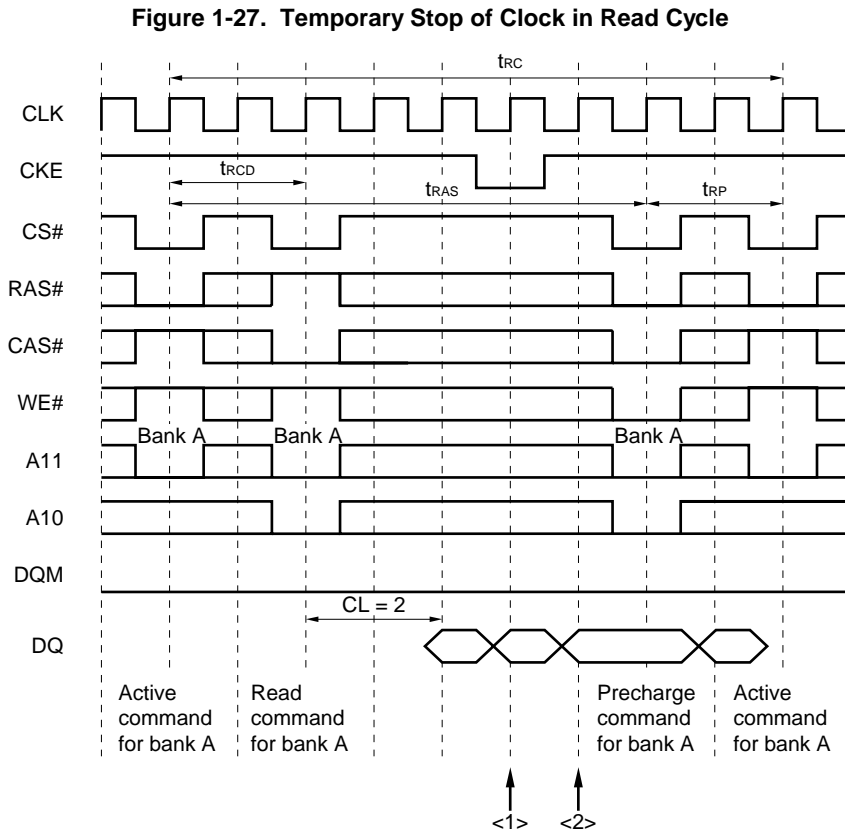 Figure 1-27. Temporary Stop of Clock in Read Cycle
tRC
CLK
CKE
tRCD
tRAS
tRP
CS#
RAS#
CAS#
WE#
Bank A
Bank A
Bank A
A11
A10
DQM
CL = 2
DQ
Active
command
for bank A
Read
command
for bank A
Precharge
command
for bank A
Active
command
for bank A
<1>
<2>